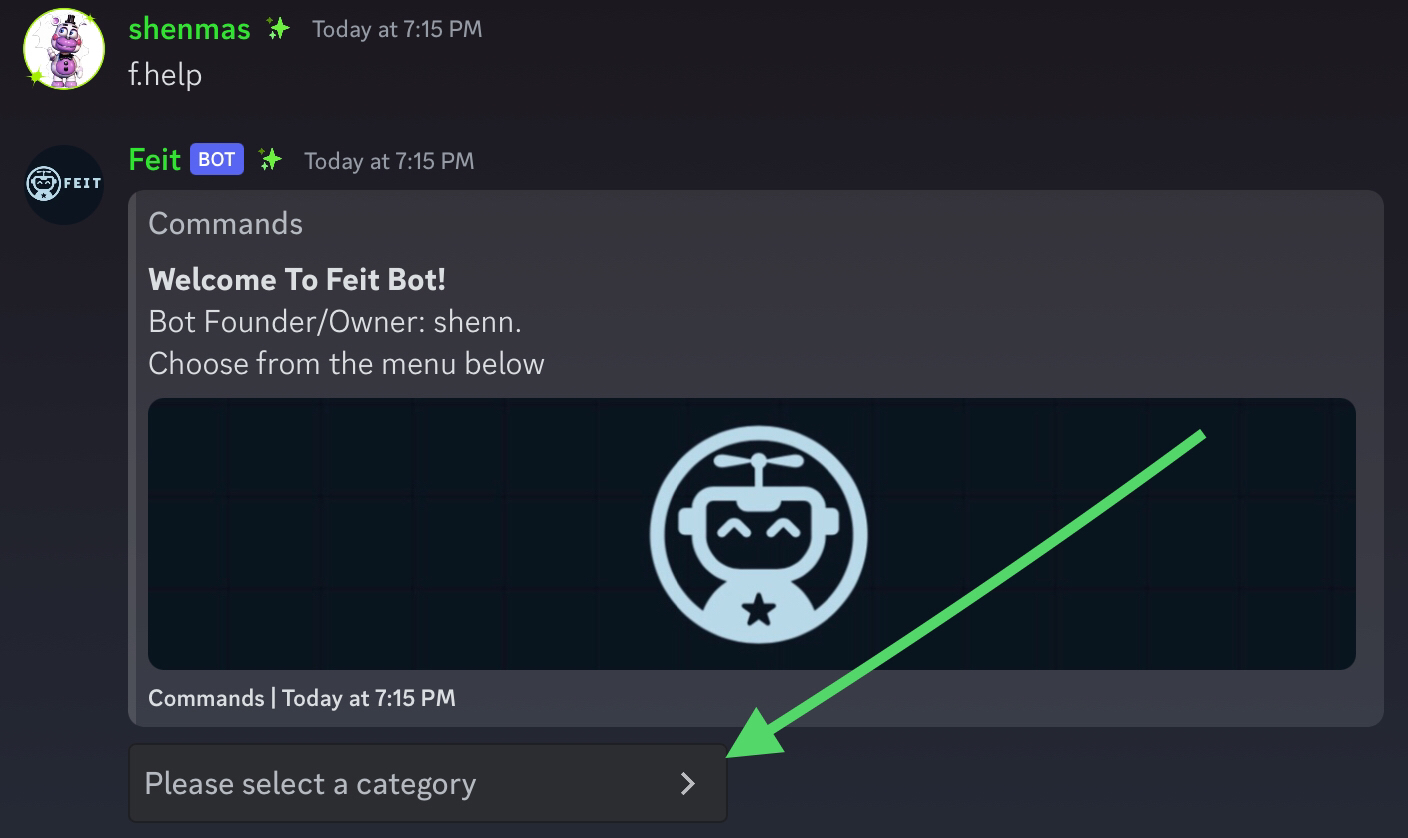 shenmas Today at 7:15 PM
f.help
FEIT
Feit BOT Today at 7:15 PM
Commands
Welcome To Feit Bot!
Bot Founder/Owner: shenn.
Choose from the menu below
Commands | Today at 7:15 PM
Please select a category